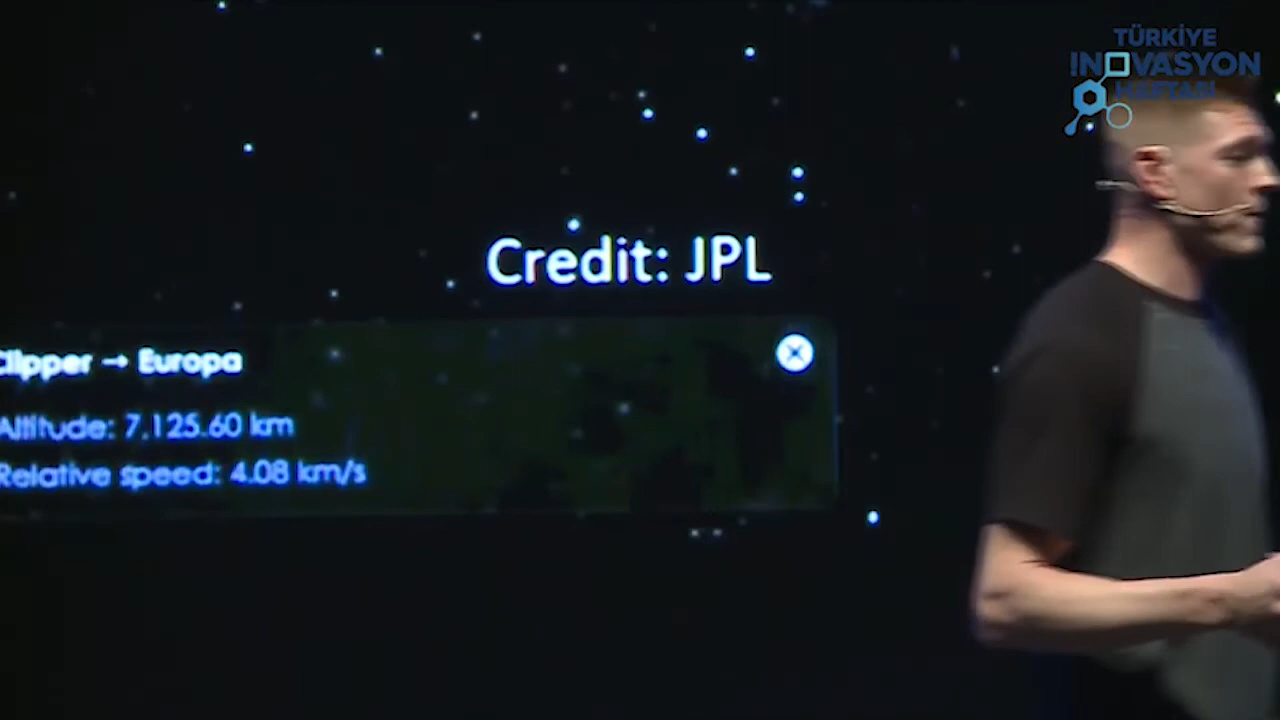 TÜRKİYE
INOVASYON
HAFTASI
Credit: JPL
Clipper → Europa
Altitude: 7,125.60 km
Relative speed: 4.08 km/s